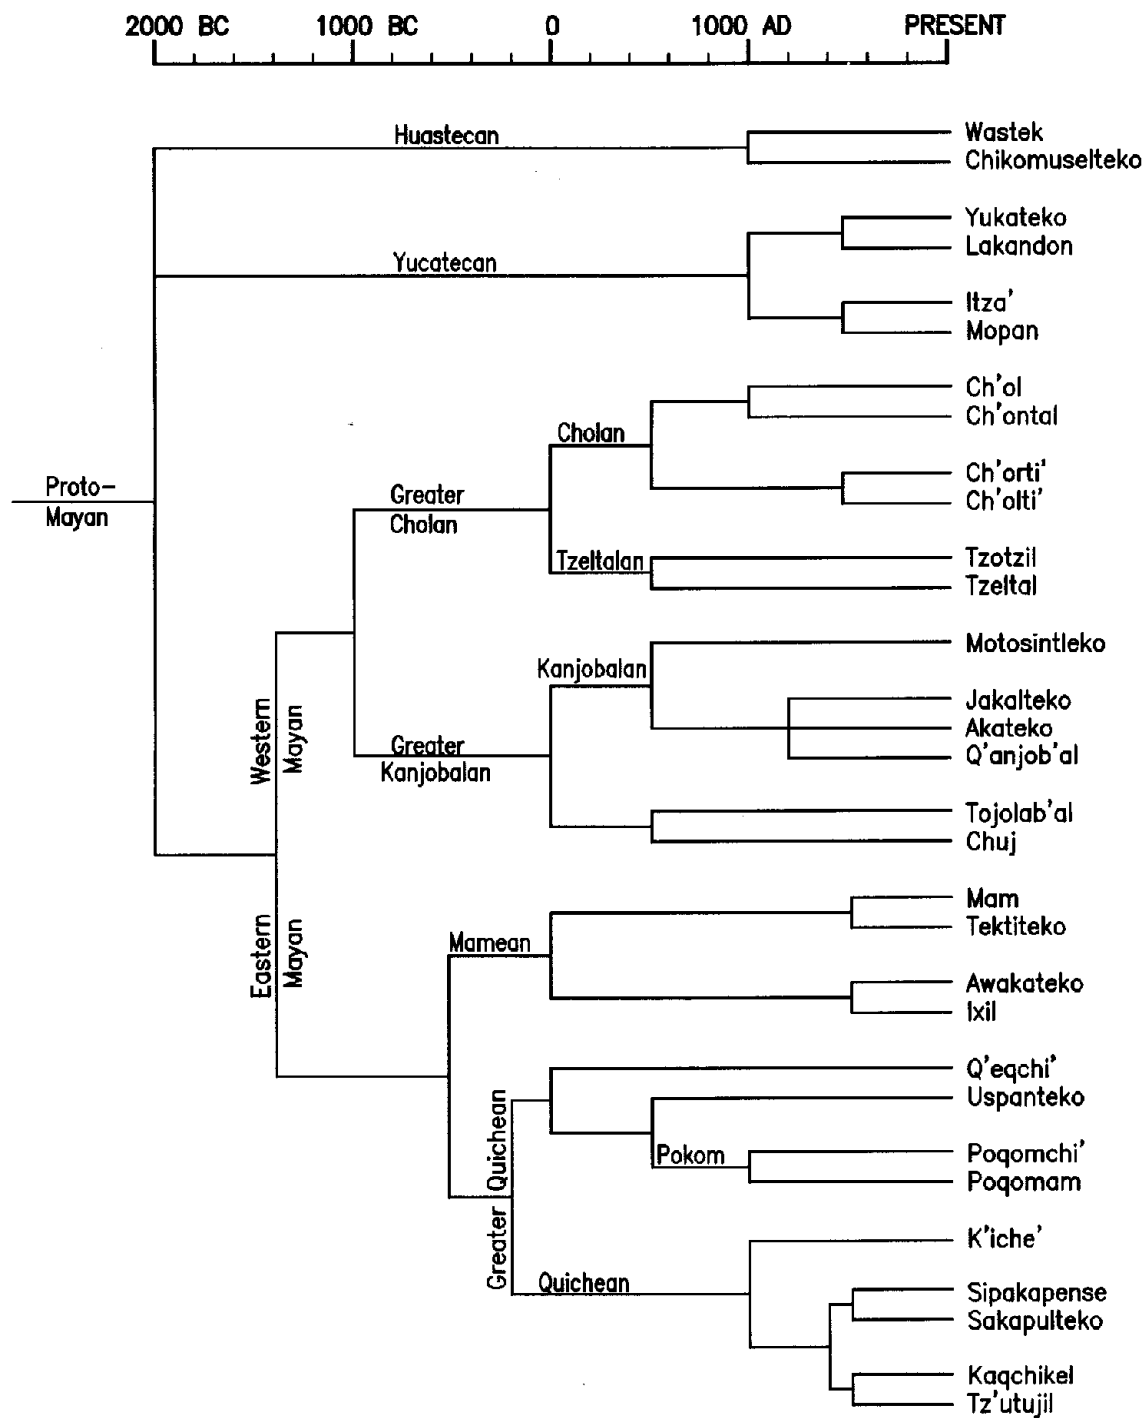 2000 BC 1000 BC 0 1000 AD PRESENT
Huastecan
Wastek
Chikomuselteko
Yucatecan
Yukateko
Lakandon
Itza'
Mopan
Ch'ol
Ch'ontal
Cholan
Ch'orti'
Ch'olti'
Proto-
Mayan
Greater
Cholan
Tzeltalan
Tzotzil
Tzeltal
Motosintleko
Kanjobalan
Jakalteko
Akateko
Q'anjob'al
Western
Mayan
Greater
Kanjobalan
Tojolab'al
Chuj
Mam
Tektiteko
Eastern
Mayan
Mamean
Awakateko
Ixil
Q'eqchi'
Uspanteko
Greater Quichean
Pokom
Poqomchi'
Poqomam
K'iche'
Quichean
Sipakapense
Sakapulteko
Kaqchikel
Tz'utujil